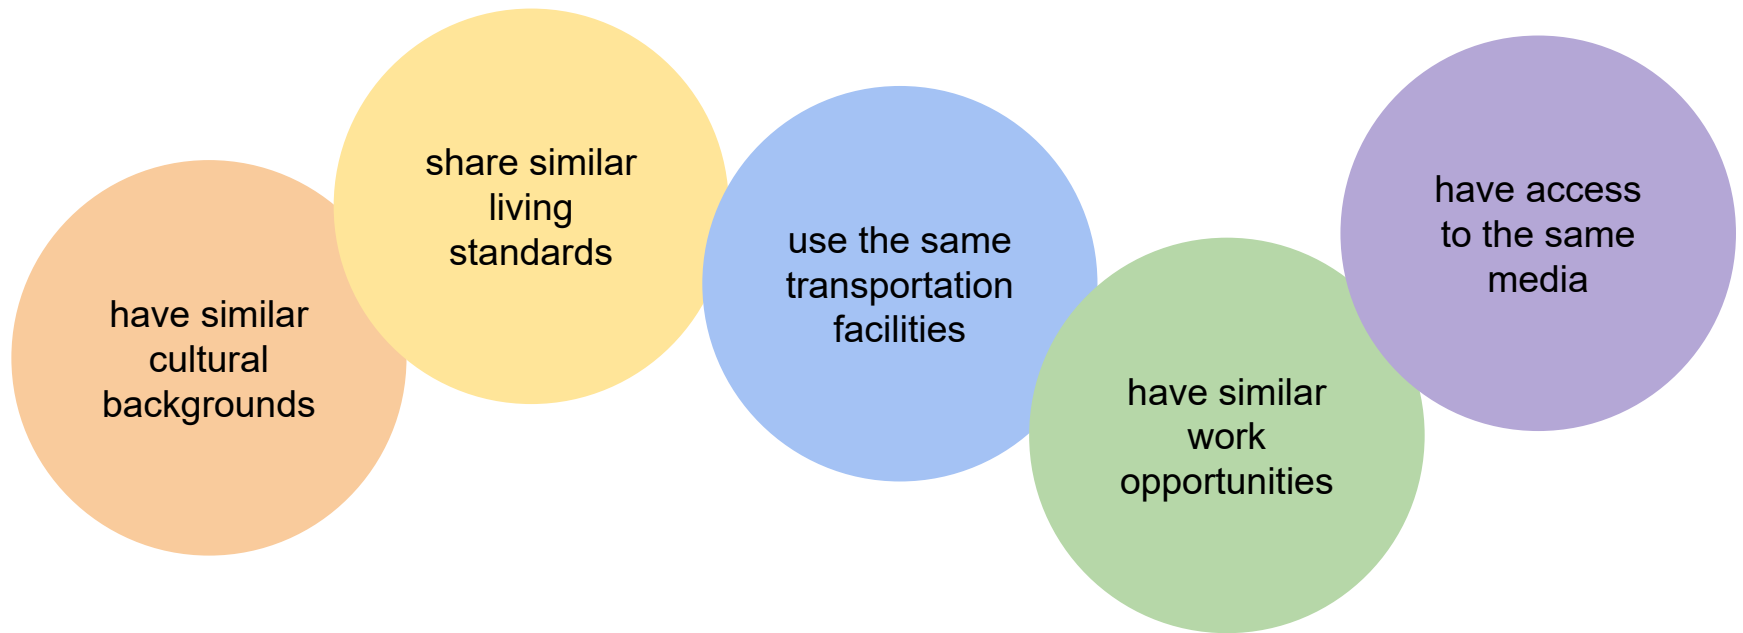 have similar
cultural
backgrounds
share similar
living
standards
use the same
transportation
facilities
have similar
work
opportunities
have access
to the same
media